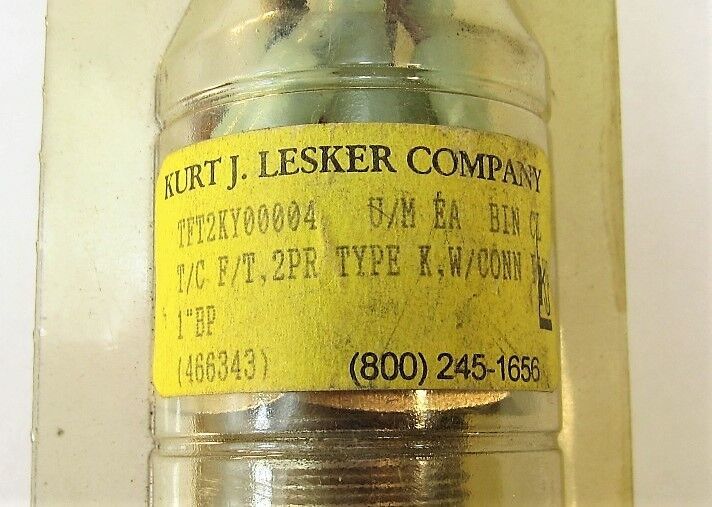 KURT J. LESKER COMPANY
TFT2KY00004 U/M EA BIN
T/C F/T,2PR TYPE K,W/CONN
1"BP
(466343) (800) 245-1656